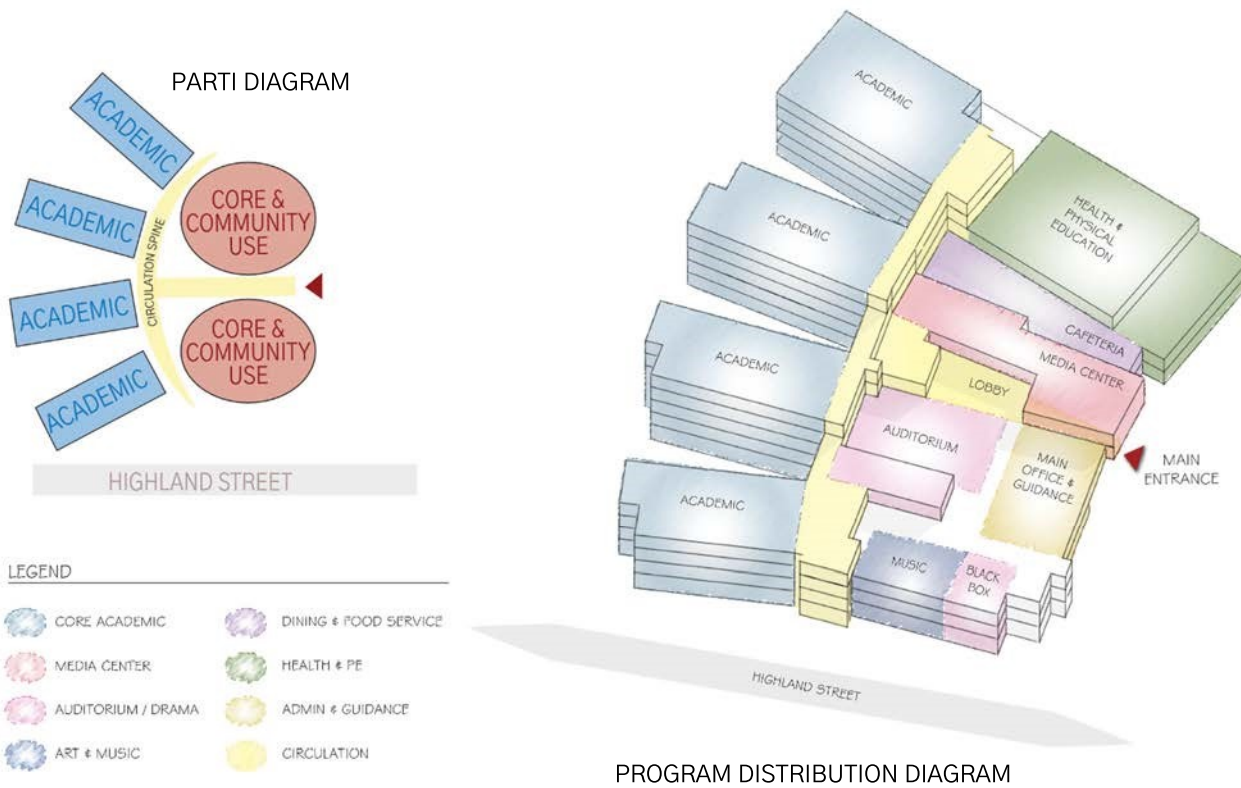 PARTI DIAGRAM
ACADEMIC
ACADEMIC
ACADEMIC
ACADEMIC
CIRCULATION SPINE
CORE &
COMMUNITY
USE
CORE &
COMMUNITY
USE
HIGHLAND STREET
LEGEND
CORE ACADEMIC
MEDIA CENTER
AUDITORIUM / DRAMA
ART & MUSIC
DINING & FOOD SERVICE
HEALTH & PE
ADMIN & GUIDANCE
CIRCULATION
ACADEMIC
ACADEMIC
ACADEMIC
ACADEMIC
HEALTH &
PHYSICAL
EDUCATION
CAFETERIA
MEDIA CENTER
LOBBY
AUDITORIUM
MAIN
OFFICE &
GUIDANCE
MAIN
ENTRANCE
MUSIC
BLACK
BOX
HIGHLAND STREET
PROGRAM DISTRIBUTION DIAGRAM